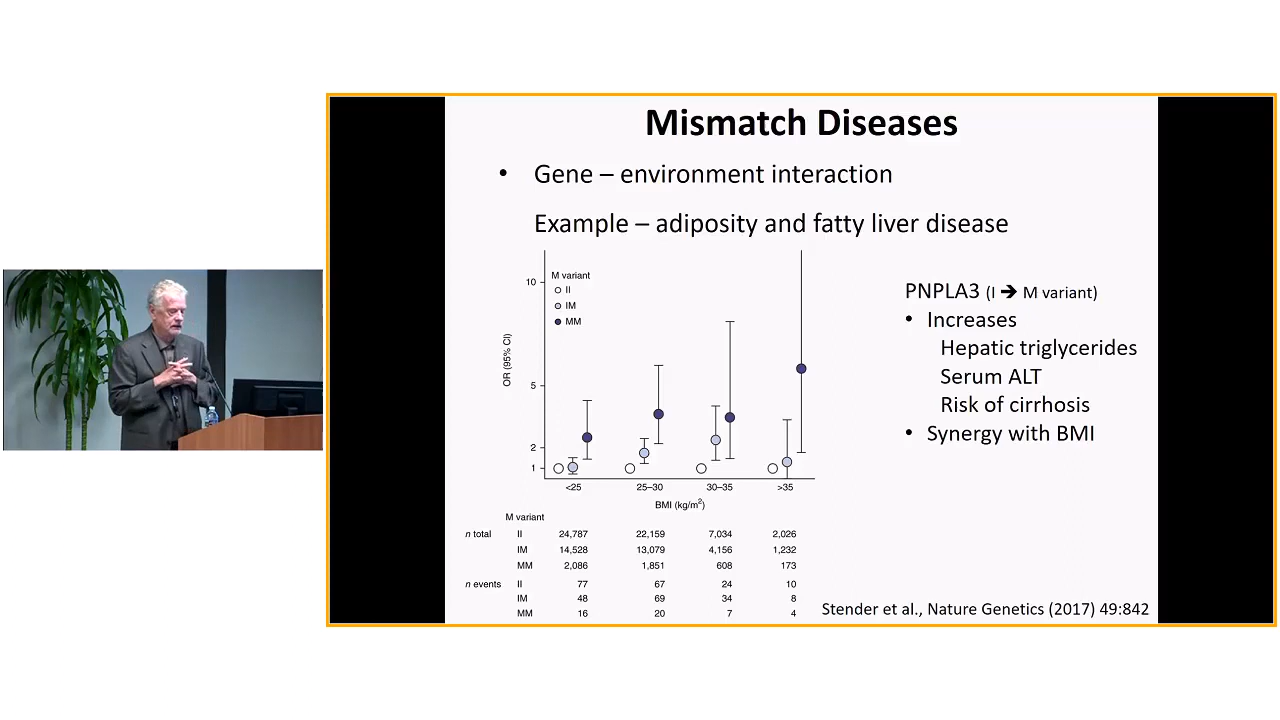 Mismatch Diseases
• Gene – environment interaction
Example – adiposity and fatty liver disease
M variant
II
IM
MM
10
5
2
1
OR (95% CI)
<25 25–30 30–35 >35
BMI (kg/m2)
M variant
n total II 24,787 22,159 7,034 2,026
IM 14,528 13,079 4,156 1,232
MM 2,086 1,851 608 173
n events II 77 67 24 10
IM 48 69 34 8
MM 16 20 7 4
PNPLA3 (I ➔ M variant)
• Increases
Hepatic triglycerides
Serum ALT
Risk of cirrhosis
• Synergy with BMI
Stender et al., Nature Genetics (2017) 49:842